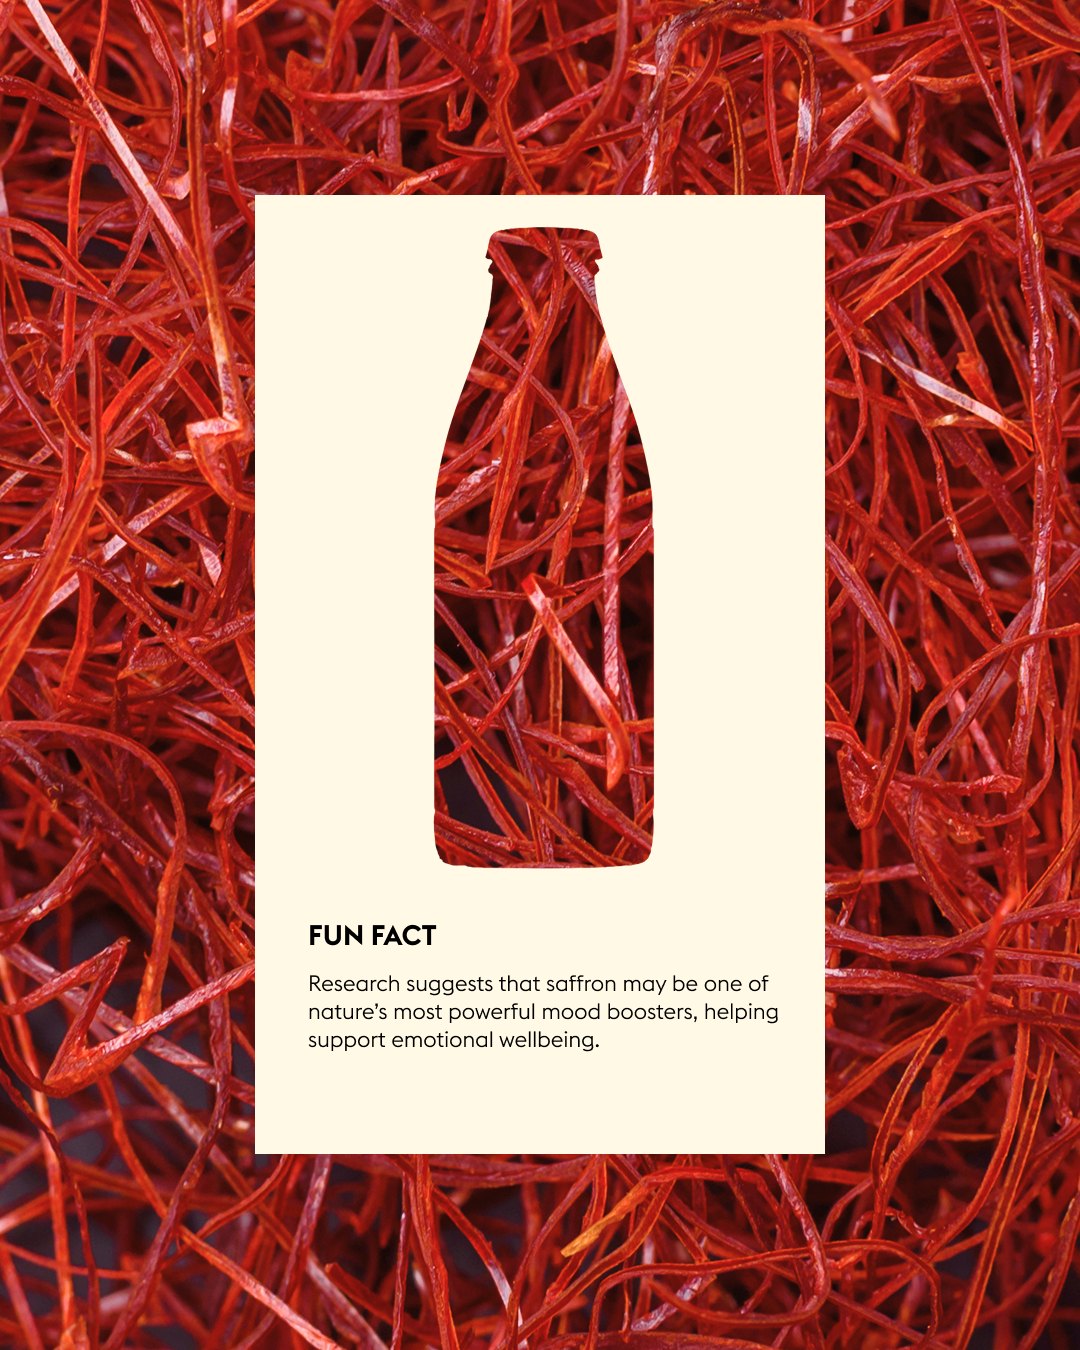 FUN FACT
Research suggests that saffron may be one of
nature’s most powerful mood boosters, helping
support emotional wellbeing.